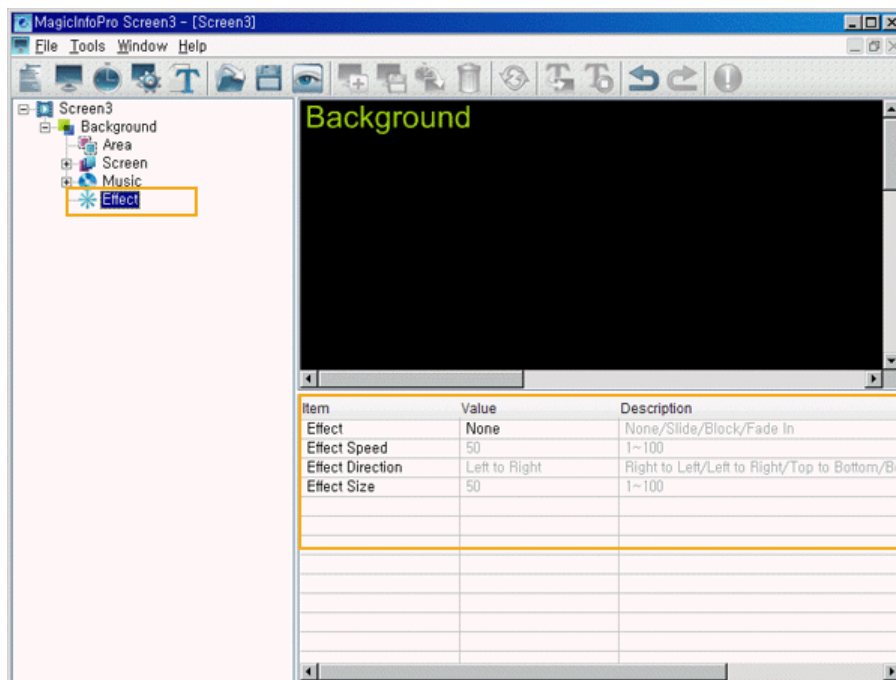 MagicInfoPro Screen3 - [Screen3]
File Tools Window Help
Screen3
Background
Area
Screen
Music
Effect
Background
Item Value Description
Effect None None/Slide/Block/Fade In
Effect Speed 50 1~100
Effect Direction Left to Right Right to Left/Left to Right/Top to Bottom/B
Effect Size 50 1~100